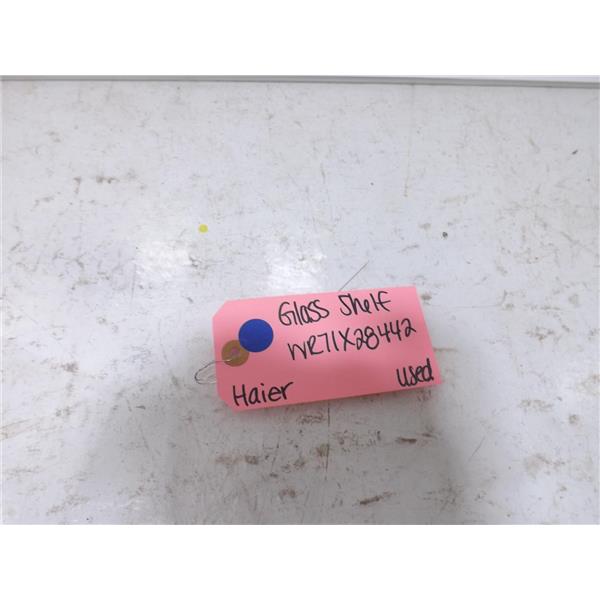 Glass Shelf
WR71X28442
Haier used